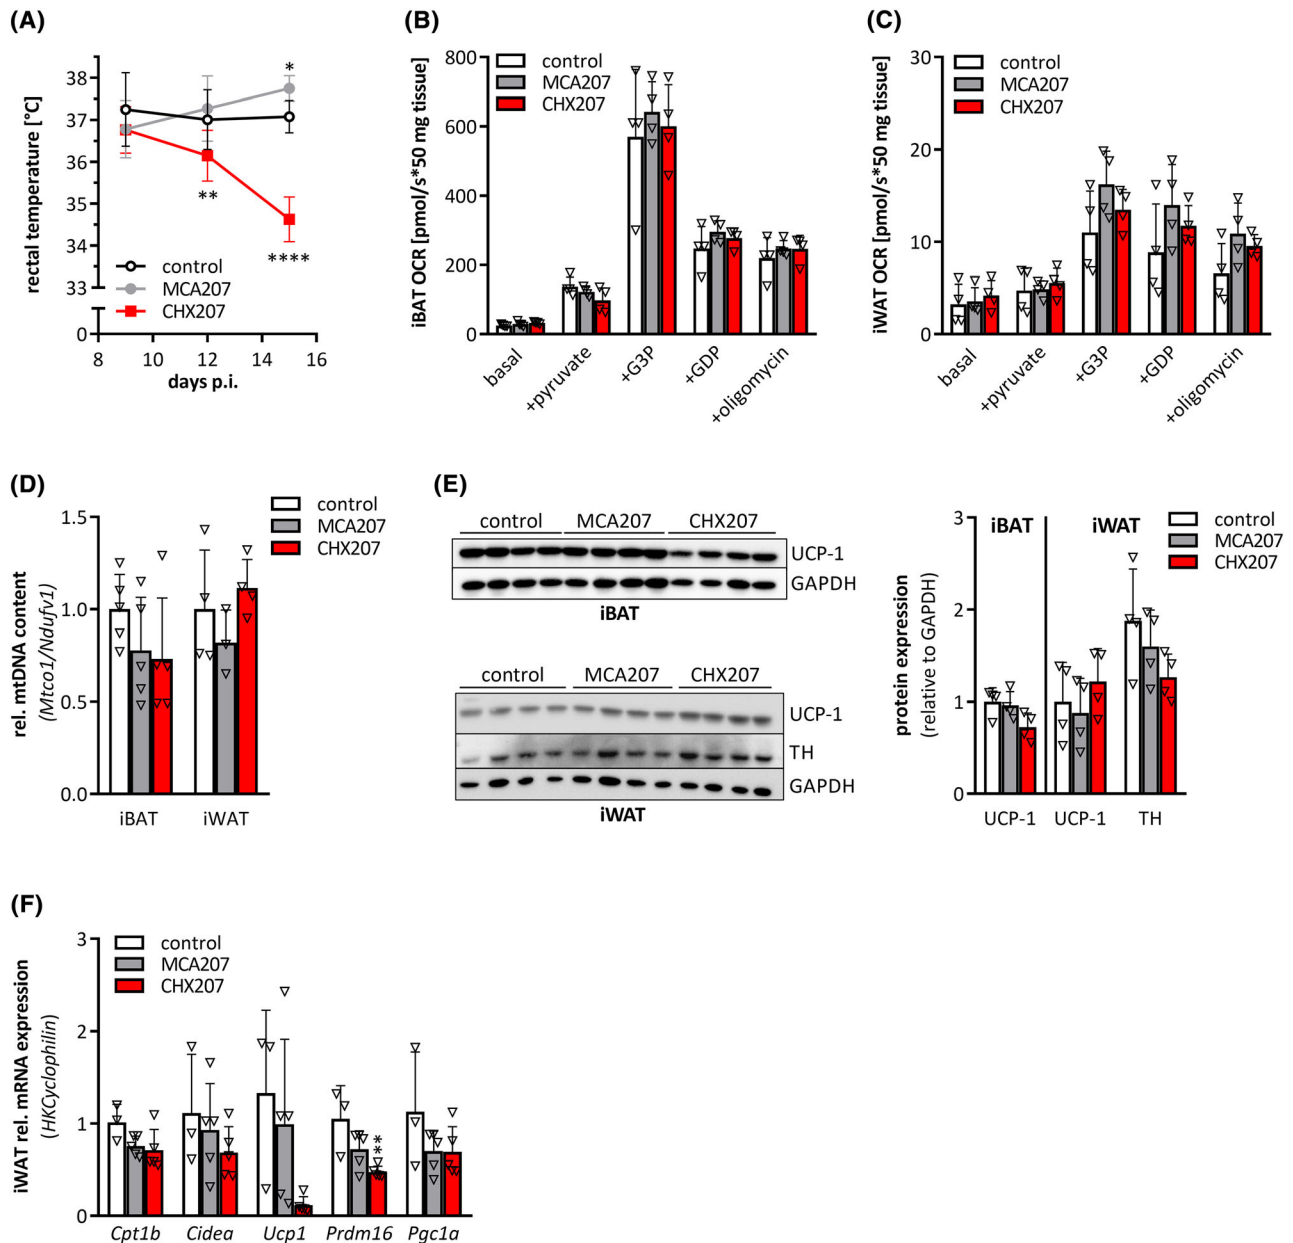 (A)
rectal temperature [°C]
38
37
36
35
34
33
0
8
10
12
14
16
days p.i.
*
**
****
control
MCA207
CHX207
(B)
iBAT OCR [pmol/s*50 mg tissue]
800
600
400
200
0
control
MCA207
CHX207
basal
+pyruvate
+G3P
+GDP
+oligomycin
(C)
iWAT OCR [pmol/s*50 mg tissue]
30
20
10
0
control
MCA207
CHX207
basal
+pyruvate
+G3P
+GDP
+oligomycin
(D)
rel. mtDNA content
(Mtco1/Ndufv1)
1.5
1.0
0.5
0.0
control
MCA207
CHX207
iBAT
iWAT
(E)
control MCA207 CHX207
UCP-1
GAPDH
iBAT
control MCA207 CHX207
UCP-1
TH
GAPDH
iWAT
protein expression
(relative to GAPDH)
3
2
1
0
iBAT iWAT
control
MCA207
CHX207
UCP-1 UCP-1 TH
(F)
iWAT rel. mRNA expression
(HKCyclophilin)
3
2
1
0
control
MCA207
CHX207
**
Cpt1b Cidea Ucp1 Prdm16 Pgc1a